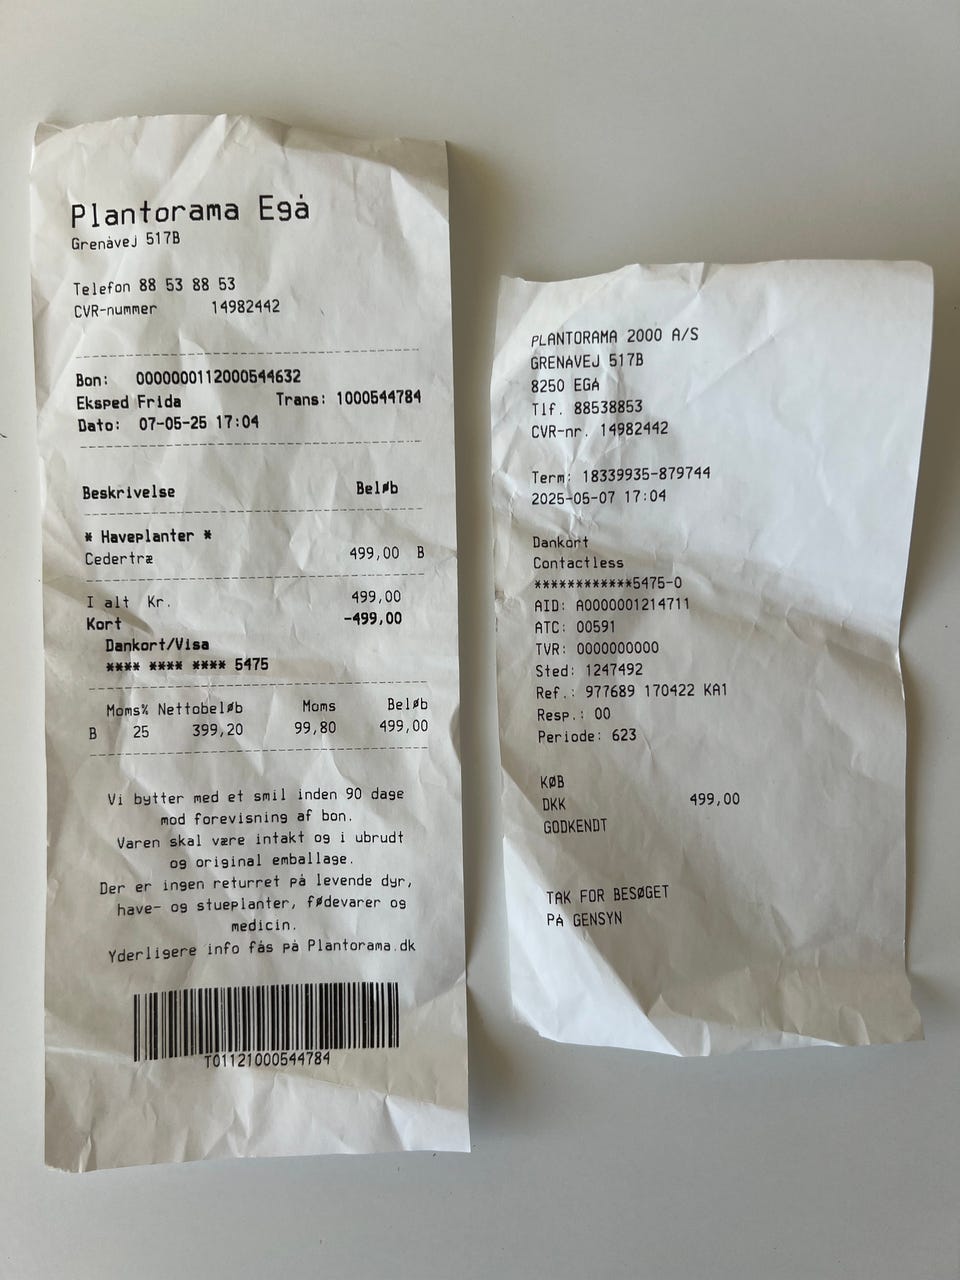 Plantorama Egå
Grenåvej 517B
Telefon 88 53 88 53
CVR-nummer 14982442
Bon: 0000000112000544632
Eksped Frida Trans: 1000544784
Dato: 07-05-25 17:04
Beskrivelse Beløb
* Haveplanter *
Cedertræ 499,00 B
I alt Kr. 499,00
Kort -499,00
Dankort/Visa
**** **** **** 5475
Moms% Nettobeløb Moms Beløb
B 25 399,20 99,80 499,00
Vi bytter med et smil inden 90 dage
mod forevisning af bon.
Varen skal være intakt og i ubrudt
og original emballage.
Der er ingen returret på levende dyr,
have- og stueplanter, fødevarer og
medicin.
Yderligere info fås på Plantorama.dk
T01121000544784
PLANTORAMA 2000 A/S
GRENÅVEJ 517B
8250 EGÅ
Tlf. 88538853
CVR-nr. 14982442
Term: 18339935-879744
2025-05-07 17:04
Dankort
Contactless
************5475-0
AID: A0000001214711
ATC: 00591
TVR: 0000000000
Sted: 1247492
Ref.: 977689 170422 KA1
Resp.: 00
Periode: 623
KØB
DKK 499,00
GODKENDT
TAK FOR BESØGET
PÅ GENSYN